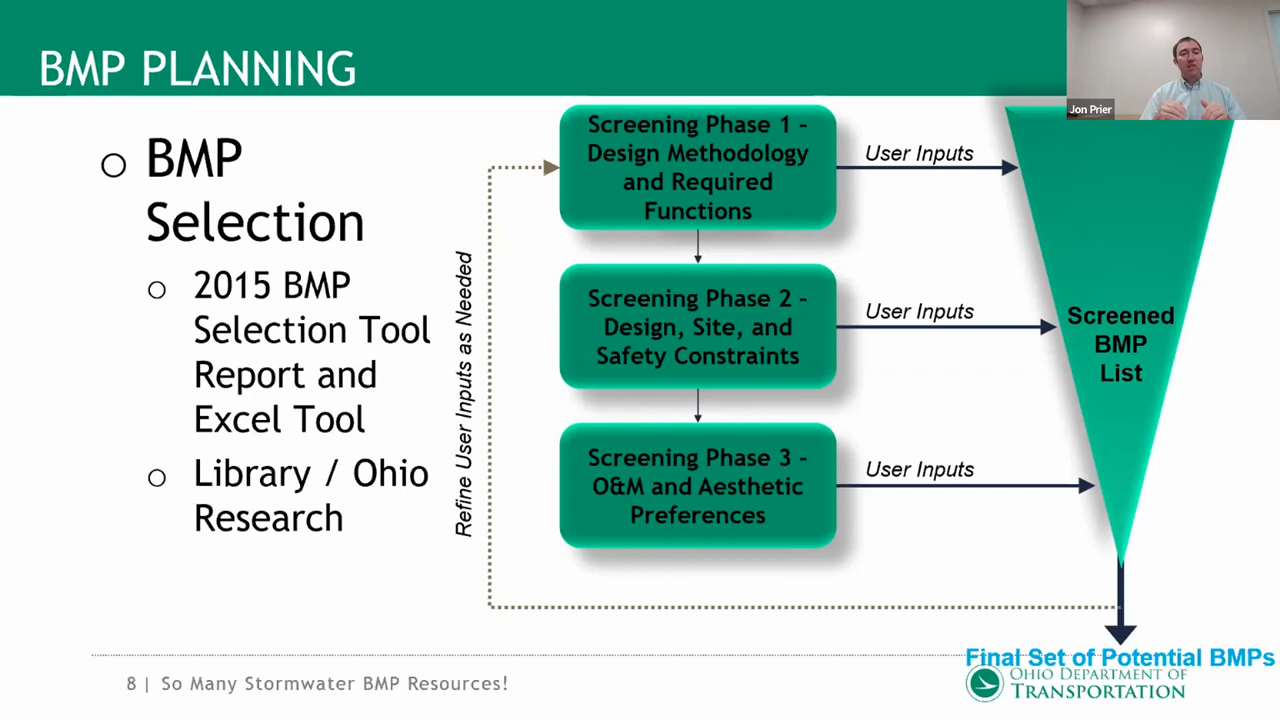 BMP PLANNING
Jon Prier
BMP
Selection
2015 BMP
Selection Tool
Report and
Excel Tool
Library / Ohio
Research
Refine User Inputs as Needed
Screening Phase 1 -
Design Methodology
and Required
Functions
User Inputs
Screening Phase 2 -
Design, Site, and
Safety Constraints
User Inputs
Screening Phase 3 -
O&M and Aesthetic
Preferences
User Inputs
Screened
BMP
List
Final Set of Potential BMPs
8 | So Many Stormwater BMP Resources!
OHIO DEPARTMENT OF
TRANSPORTATION